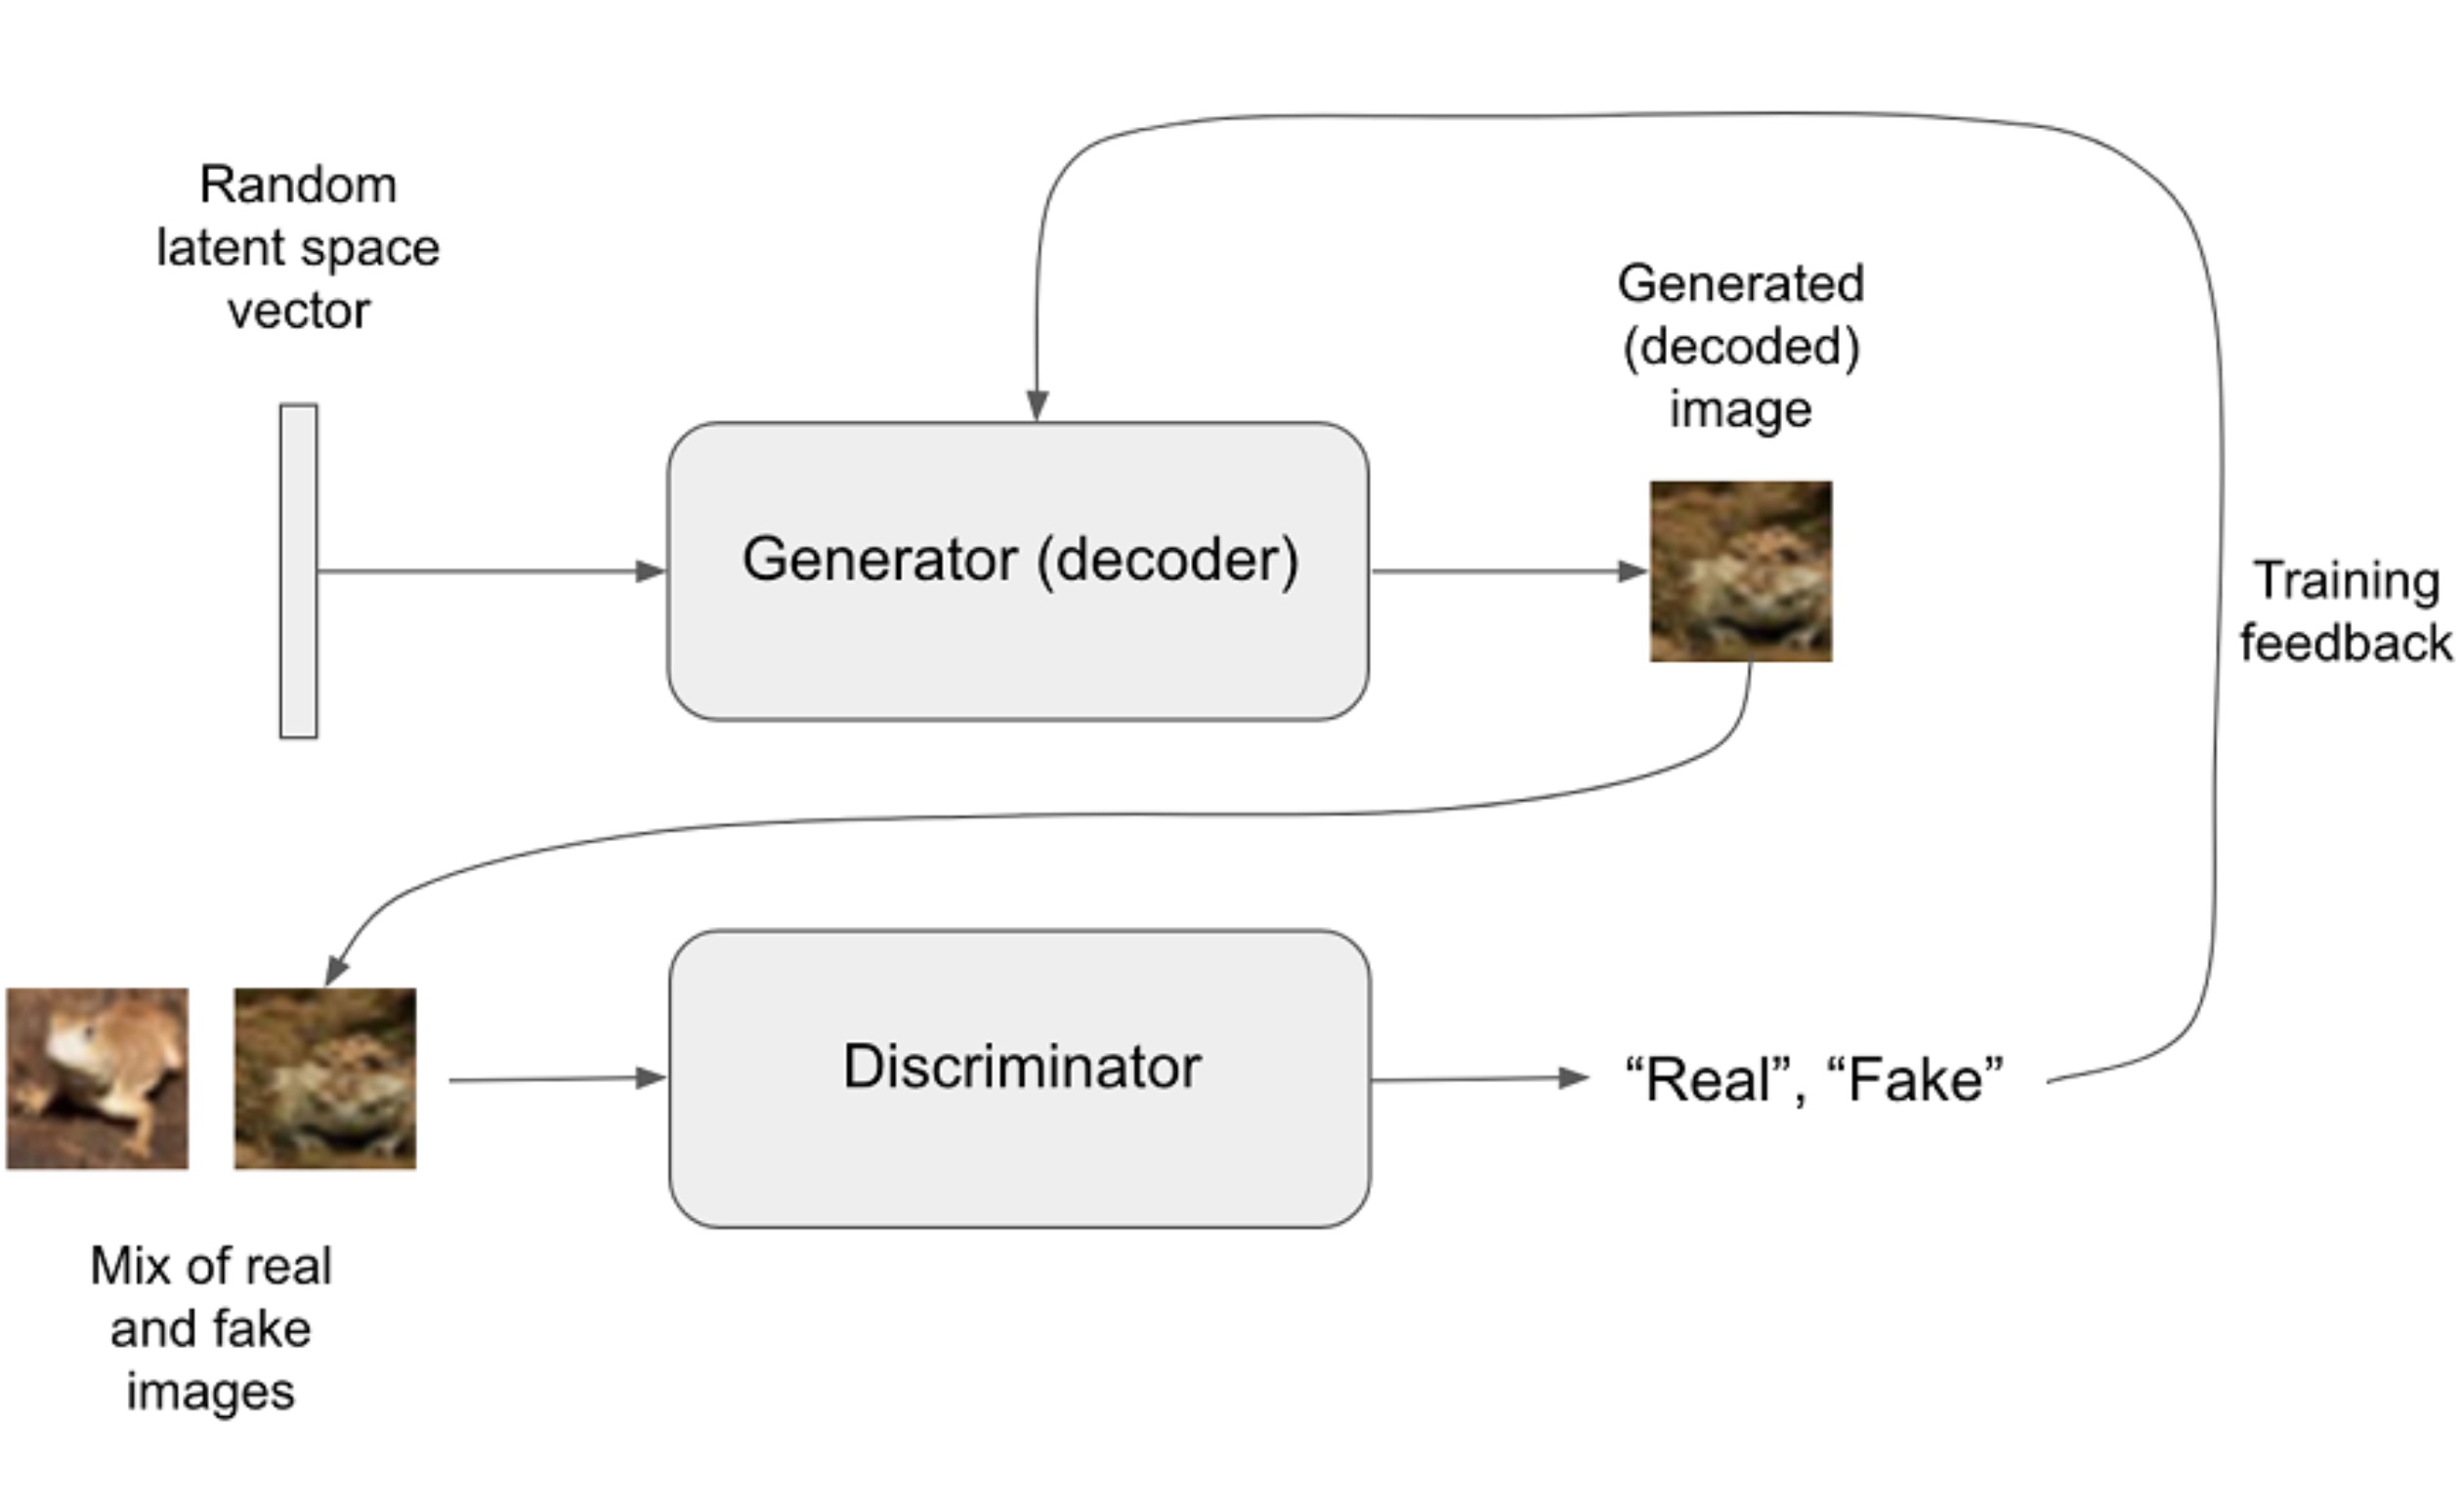 Random
latent space
vector
Generator (decoder)
Generated
(decoded)
image
Training
feedback
Discriminator
“Real”, “Fake”
Mix of real
and fake
images